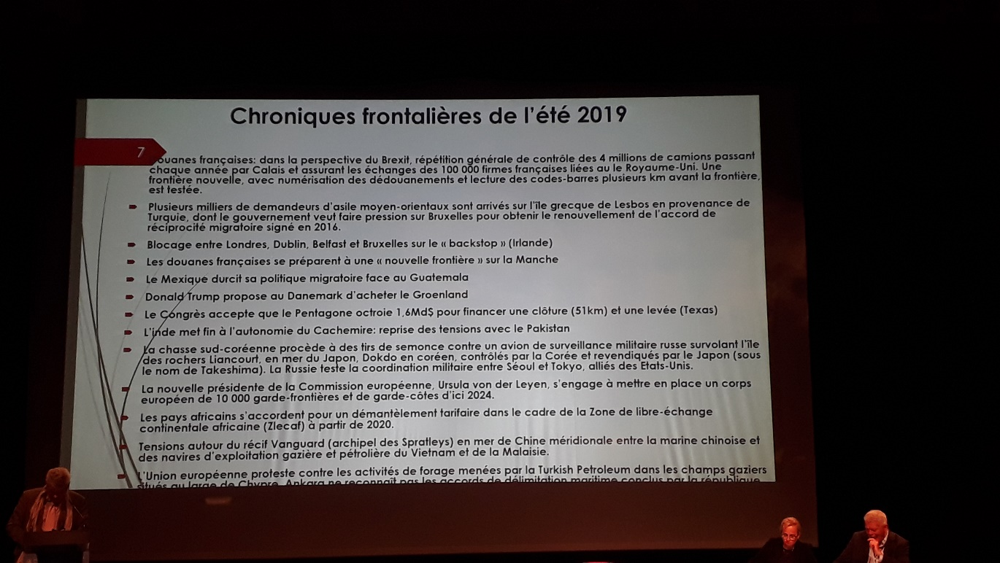 Chroniques frontalières de l'été 2019
7
ouanes françaises: dans la perspective du Brexit, répétition générale de contrôle des 4 millions de camions passant
chaque année par Calais et assurant les échanges des 100 000 firmes françaises liées au le Royaume-Uni. Une
frontière nouvelle, avec numérisation des dédouanements et lecture des codes-barres plusieurs km avant la frontière,
est testée.
Plusieurs milliers de demandeurs d'asile moyen-orientaux sont arrivés sur l'île grecque de Lesbos en provenance de
Turquie, dont le gouvernement veut faire pression sur Bruxelles pour obtenir le renouvellement de l'accord de
réciprocité migratoire signé en 2016.
Blocage entre Londres, Dublin, Belfast et Bruxelles sur le « backstop » (Irlande)
Les douanes françaises se préparent à une « nouvelle frontière » sur la Manche
Le Mexique durcit sa politique migratoire face au Guatemala
Donald Trump propose au Danemark d'acheter le Groenland
Le Congrès accepte que le Pentagone octroie 1,6Md$ pour financer une clôture (51km) et une levée (Texas)
L'inde met fin à l'autonomie du Cachemire: reprise des tensions avec le Pakistan
La chasse sud-coréenne procède à des tirs de semonce contre un avion de surveillance militaire russe survolant l'île
des rochers Liancourt, en mer du Japon, Dokdo en coréen, contrôlés par la Corée et revendiqués par le Japon (sous
le nom de Takeshima). La Russie teste la coordination militaire entre Séoul et Tokyo, alliés des Etats-Unis.
La nouvelle présidente de la Commission européenne, Ursula von der Leyen, s'engage à mettre en place un corps
européen de 10 000 garde-frontières et de garde-côtes d'ici 2024.
Les pays africains s'accordent pour un démantèlement tarifaire dans le cadre de la Zone de libre-échange
continentale africaine (Zlecaf) à partir de 2020.
Tensions autour du récif Vanguard (archipel des Spratleys) en mer de Chine méridionale entre la marine chinoise et
des navires d'exploitation gazière et pétrolière du Vietnam et de la Malaisie.
L'Union européenne proteste contre les activités de forage menées par la Turkish Petroleum dans les champs gaziers
situés au large de Chypre. Ankara ne reconnaît pas les accords de délimitation maritime conclus par la république